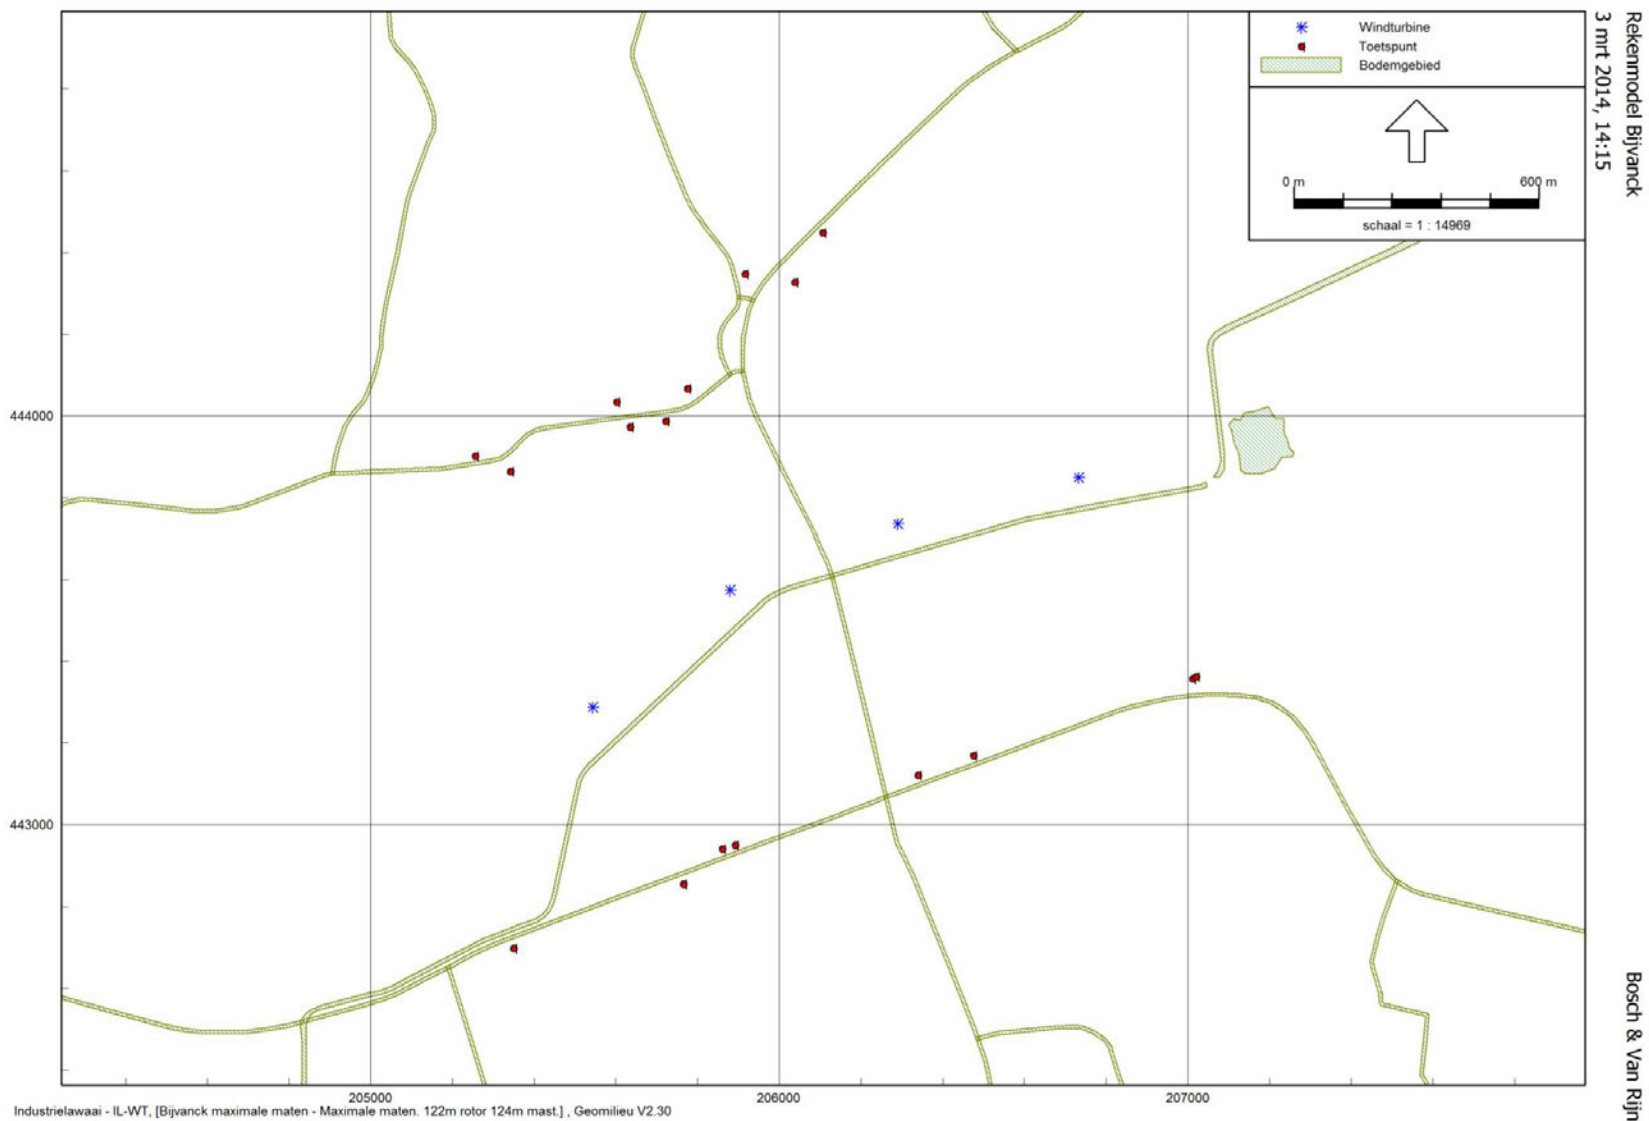 Windturbine
Toetspunt
Bodemgebied
0 m
600 m
schaal = 1 : 14969
Rekenmodel Bijvanck
3 mrt 2014, 14:15
444000
443000
205000
206000
207000
Industrielawaai - IL-WT, [Bijvanck maximale maten - Maximale maten. 122m rotor 124m mast.] , Geomilieu V2.30
Bosch & Van Rijn